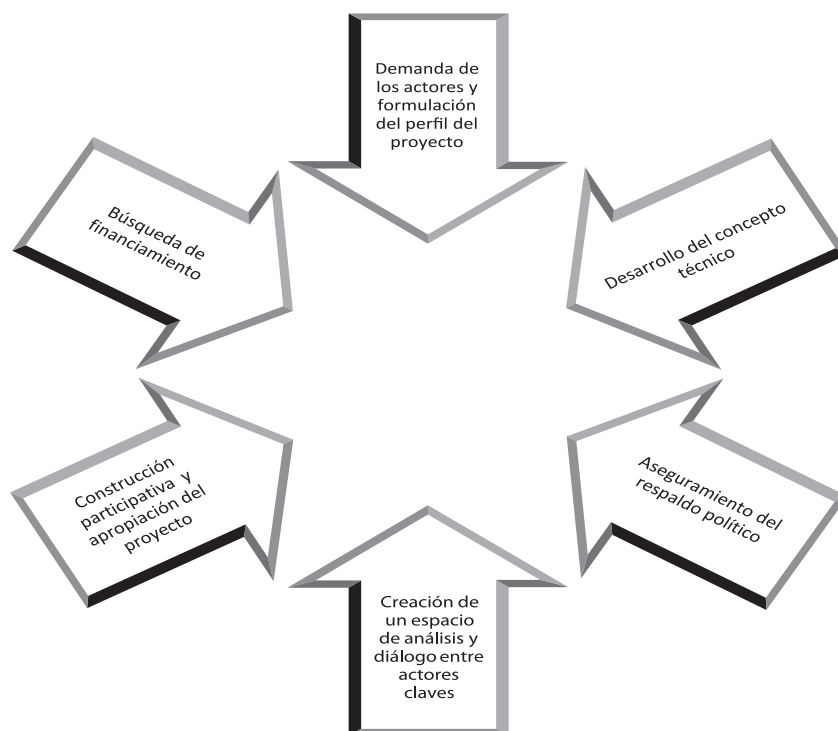 Demanda de
los actores y
formulación
del perfil del
proyecto
Desarrollo del concepto
técnico
Aseguramiento del
respaldo político
Creación de
un espacio
de análisis y
diálogo entre
actores
claves
Construcción
participativa y
apropiación del
proyecto
Búsqueda de
financiamiento